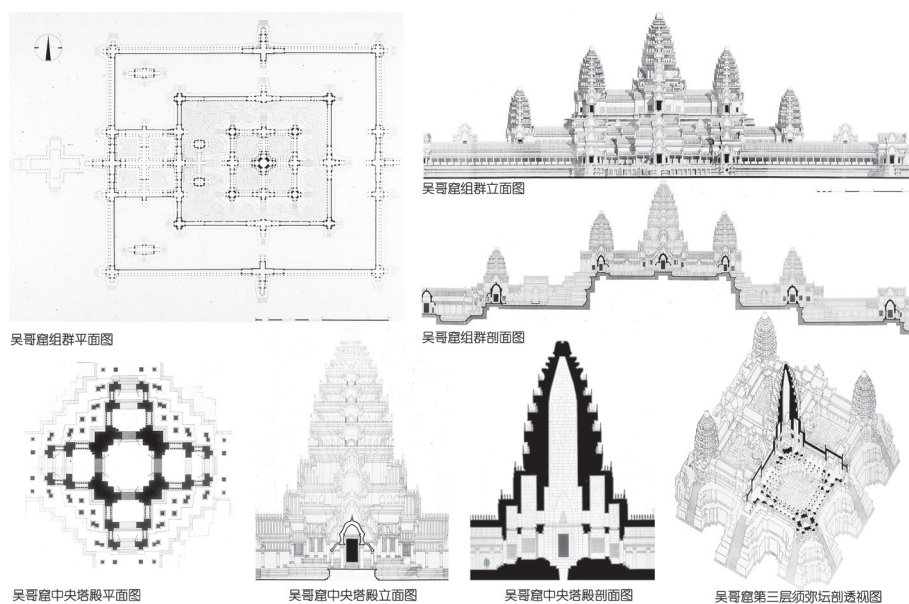 吴哥窟组群立面图
吴哥窟组群平面图
吴哥窟组群剖面图
吴哥窟中央塔殿平面图
吴哥窟中央塔殿立面图
吴哥窟中央塔殿剖面图
吴哥窟第三层须弥坛剖透视图